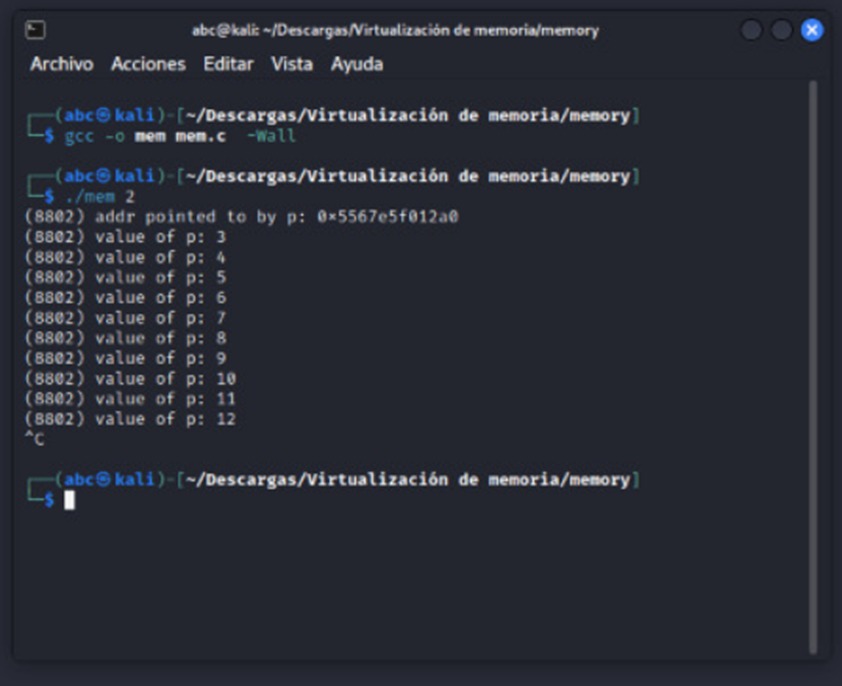 abc@kali: ~/Descargas/Virtualización de memoria/memory
Archivo Acciones Editar Vista Ayuda
┌──(abc㉿kali)-[~/Descargas/Virtualización de memoria/memory]
└─$ gcc -o mem mem.c  -Wall
┌──(abc㉿kali)-[~/Descargas/Virtualización de memoria/memory]
└─$ ./mem 2
(8802) addr pointed to by p: 0×5567e5f012a0
(8802) value of p: 3
(8802) value of p: 4
(8802) value of p: 5
(8802) value of p: 6
(8802) value of p: 7
(8802) value of p: 8
(8802) value of p: 9
(8802) value of p: 10
(8802) value of p: 11
(8802) value of p: 12
^C
┌──(abc㉿kali)-[~/Descargas/Virtualización de memoria/memory]
└─$